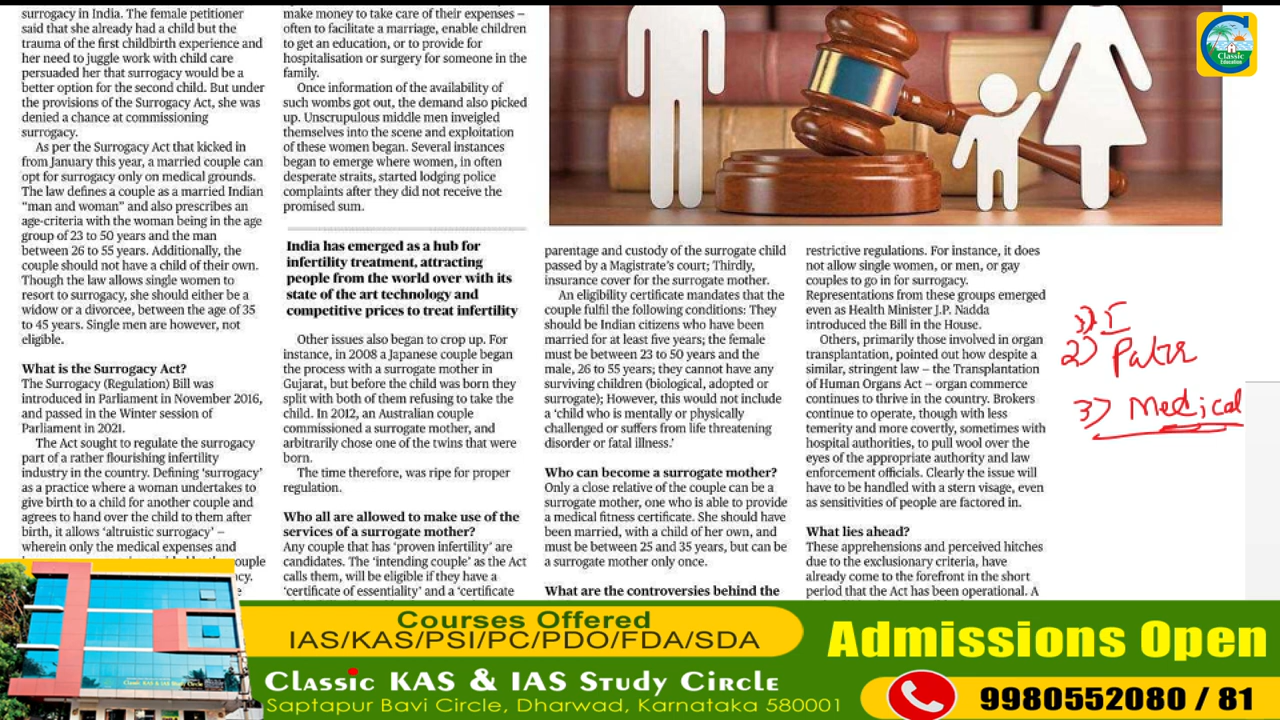 surrogacy in India. The female petitioner
said that she already had a child but the
trauma of the first childbirth experience and
her need to juggle work with child care
persuaded her that surrogacy would be a
better option for the second child. But under
the provisions of the Surrogacy Act, she was
denied a chance at commissioning
surrogacy.
As per the Surrogacy Act that kicked in
from January this year, a married couple can
opt for surrogacy only on medical grounds.
The law defines a couple as a married Indian
“man and woman” and also prescribes an
age-criteria with the woman being in the age
group of 23 to 50 years and the man
between 26 to 55 years. Additionally, the
couple should not have a child of their own.
Though the law allows single women to
resort to surrogacy, she should either be a
widow or a divorcee, between the age of 35
to 45 years. Single men are however, not
eligible.
What is the Surrogacy Act?
The Surrogacy (Regulation) Bill was
introduced in Parliament in November 2016,
and passed in the Winter session of
Parliament in 2021.
The Act sought to regulate the surrogacy
part of a rather flourishing infertility
industry in the country. Defining ‘surrogacy’
as a practice where a woman undertakes to
give birth to a child for another couple and
agrees to hand over the child to them after
birth, it allows ‘altruistic surrogacy’ –
wherein only the medical expenses and
couple
make money to take care of their expenses –
often to facilitate a marriage, enable children
to get an education, or to provide for
hospitalisation or surgery for someone in the
family.
Once information of the availability of
such wombs got out, the demand also picked
up. Unscrupulous middle men inveigled
themselves into the scene and exploitation
of these women began. Several instances
began to emerge where women, in often
desperate straits, started lodging police
complaints after they did not receive the
promised sum.
India has emerged as a hub for
infertility treatment, attracting
people from the world over with its
state of the art technology and
competitive prices to treat infertility
Other issues also began to crop up. For
instance, in 2008 a Japanese couple began
the process with a surrogate mother in
Gujarat, but before the child was born they
split with both of them refusing to take the
child. In 2012, an Australian couple
commissioned a surrogate mother, and
arbitrarily chose one of the twins that were
born.
The time therefore, was ripe for proper
regulation.
Who all are allowed to make use of the
services of a surrogate mother?
Any couple that has ‘proven infertility’ are
candidates. The ‘intending couple’ as the Act
calls them, will be eligible if they have a
‘certificate of essentiality’ and a ‘certificate
parentage and custody of the surrogate child
passed by a Magistrate’s court; Thirdly,
insurance cover for the surrogate mother.
An eligibility certificate mandates that the
couple fulfil the following conditions: They
should be Indian citizens who have been
married for at least five years; the female
must be between 23 to 50 years and the
male, 26 to 55 years; they cannot have any
surviving children (biological, adopted or
surrogate); However, this would not include
a ‘child who is mentally or physically
challenged or suffers from life threatening
disorder or fatal illness.’
Who can become a surrogate mother?
Only a close relative of the couple can be a
surrogate mother, one who is able to provide
a medical fitness certificate. She should have
been married, with a child of her own, and
must be between 25 and 35 years, but can be
a surrogate mother only once.
What are the controversies behind the
restrictive regulations. For instance, it does
not allow single women, or men, or gay
couples to go in for surrogacy.
Representations from these groups emerged
even as Health Minister J.P. Nadda
introduced the Bill in the House.
Others, primarily those involved in organ
transplantation, pointed out how despite a
similar, stringent law – the Transplantation
of Human Organs Act – organ commerce
continues to thrive in the country. Brokers
continue to operate, though with less
temerity and more covertly, sometimes with
hospital authorities, to pull wool over the
eyes of the appropriate authority and law
enforcement officials. Clearly the issue will
have to be handled with a stern visage, even
as sensitivities of people are factored in.
What lies ahead?
These apprehensions and perceived hitches
due to the exclusionary criteria, have
already come to the forefront in the short
period that the Act has been operational. A
2)
3) Medical
Classic
Education
Courses Offered
IAS/KAS/PSI/PC/PDO/FDA/SDA
Classic KAS & IAS Study Circle
Saptapur Bavi Circle, Dharwad, Karnataka 580001
Admissions Open
9980552080 / 81